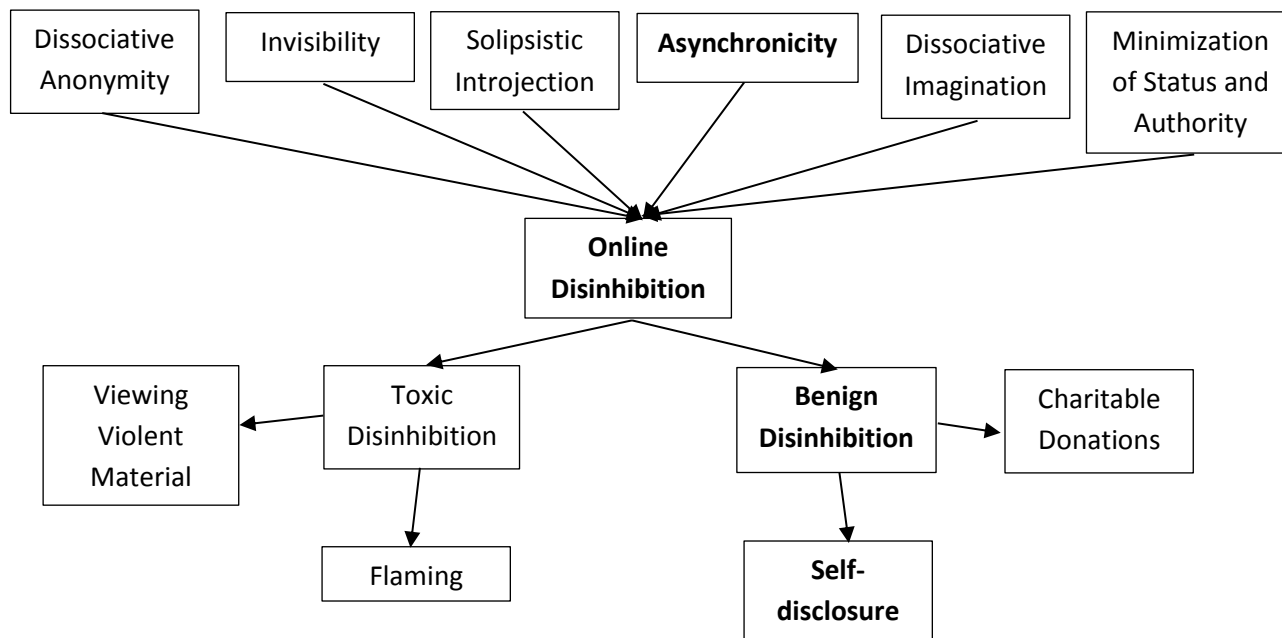 Dissociative
Anonymity
Invisibility
Solipsistic
Introjection
Asynchronicity
Dissociative
Imagination
Minimization
of Status and
Authority
Online
Disinhibition
Viewing
Violent
Material
Toxic
Disinhibition
Benign
Disinhibition
Charitable
Donations
Flaming
Self-
disclosure